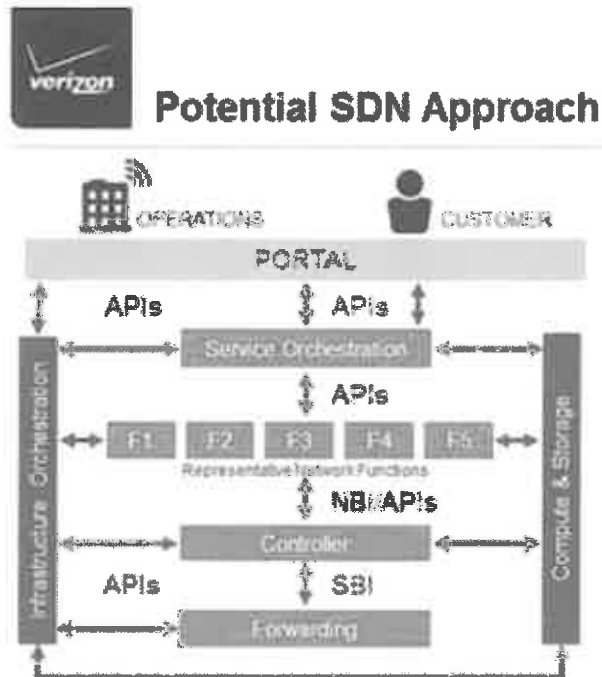 verizon
Potential SDN Approach
OPERATIONS
CUSTOMER
PORTAL
APIs
APIs
Service Orchestration
APIs
F1 F2 F3 F4 F5
Representative Network Functions
NBI/APIs
Controller
APIs
SBI
Forwarding
Infrastructure Orchestration
Compute & Storage